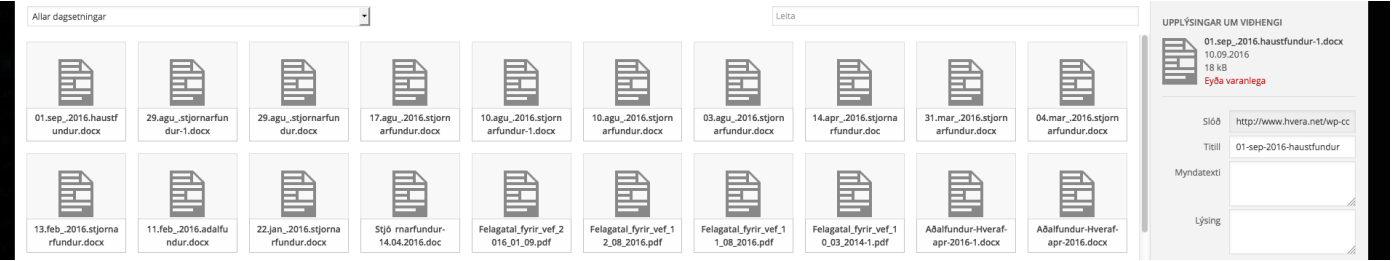 Allar dagsetningar
Leita
01.sep_.2016.haustf
undur.docx
29.agu_.stjornarfun
dur-1.docx
29.agu_.stjornarfun
dur.docx
17.agu_.2016.stjorn
arfundur.docx
10.agu_.2016.stjorn
arfundur-1.docx
10.agu_.2016.stjorn
arfundur.docx
03.agu_.2016.stjorn
arfundur.docx
14.apr_.2016.stjorna
rfundur.doc
31.mar_.2016.stjorn
arfundur.docx
04.mar_.2016.stjorn
arfundur.docx
13.feb_.2016.stjorna
rfundur.docx
11.feb_.2016.adalfu
ndur.docx
22.jan_.2016.stjorna
rfundur.docx
Stjó rnarfundur-
14.04.2016.doc
Felagatal_fyrir_vef_2
016_01_09.pdf
Felagatal_fyrir_vef_1
2_08_2016.pdf
Felagatal_fyrir_vef_1
1_08_2016.pdf
Felagatal_fyrir_vef_1
0_03_2014-1.pdf
Aðalfundur-Hveraf-
apr-2016-1.docx
Aðalfundur-Hveraf-
apr-2016.docx
UPPLÝSINGAR UM VIÐHENGI
01.sep_.2016.haustfundur-1.docx
10.09.2016
18 kB
Eyða varanlega
Slóð http://www.hvera.net/wp-cc
Titill 01-sep-2016-haustfundur
Myndatexti
Lýsing